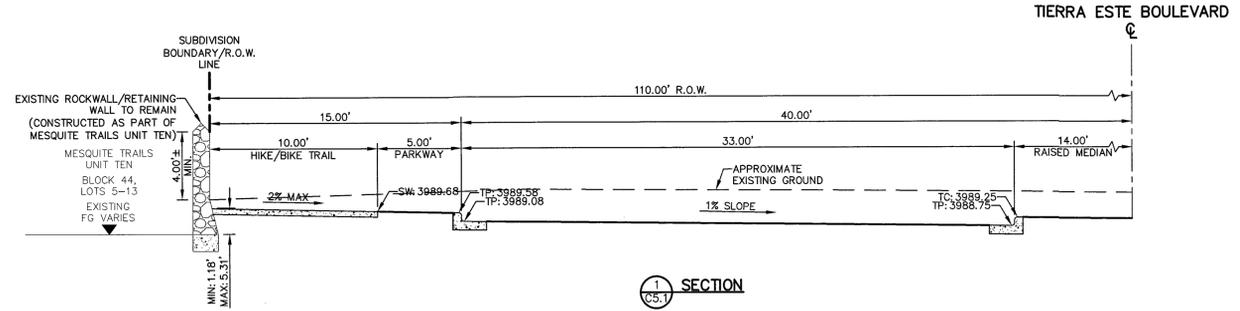 TIERRA ESTE BOULEVARD
℄
SUBDIVISION
BOUNDARY/R.O.W.
LINE
EXISTING ROCKWALL/RETAINING
WALL TO REMAIN
(CONSTRUCTED AS PART OF
MESQUITE TRAILS UNIT TEN)
MESQUITE TRAILS
UNIT TEN
BLOCK 44,
LOTS 5-13
EXISTING
FG VARIES
4.00'±
MIN.
110.00' R.O.W.
15.00'
40.00'
10.00'
HIKE/BIKE TRAIL
5.00'
PARKWAY
33.00'
14.00'
RAISED MEDIAN
APPROXIMATE
EXISTING GROUND
2% MAX
SW: 3989.68
TP: 3989.58
TP: 3989.08
1% SLOPE
TC: 3989.25
TP: 3988.75
MIN: 1.18'
MAX: 5.31'
1
C5.1
SECTION